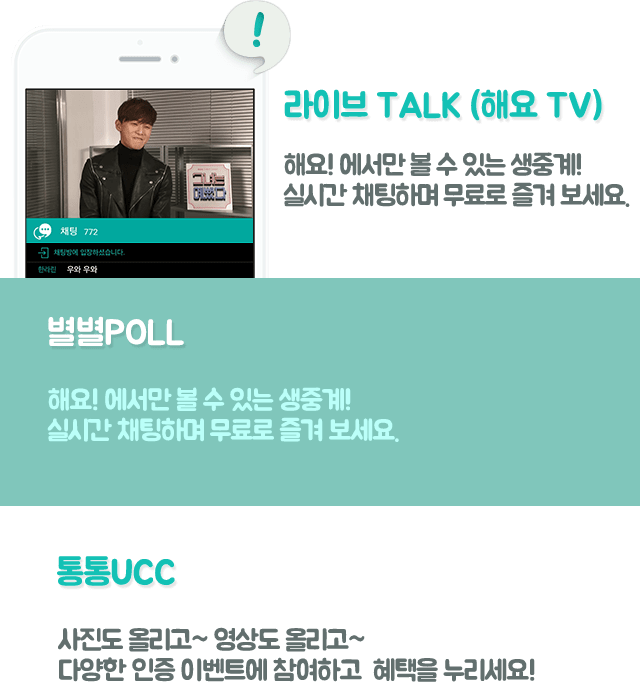 !
라이브 TALK (해요 TV)
해요! 에서만 볼 수 있는 생중계!
실시간 채팅하며 무료로 즐겨 보세요.
채팅 772
채팅방에 입장하셨습니다.
한라린 우와 우와
별별POLL
해요! 에서만 볼 수 있는 생중계!
실시간 채팅하며 무료로 즐겨 보세요.
통통UCC
사진도 올리고~ 영상도 올리고~
다양한 인증 이벤트에 참여하고 혜택을 누리세요!